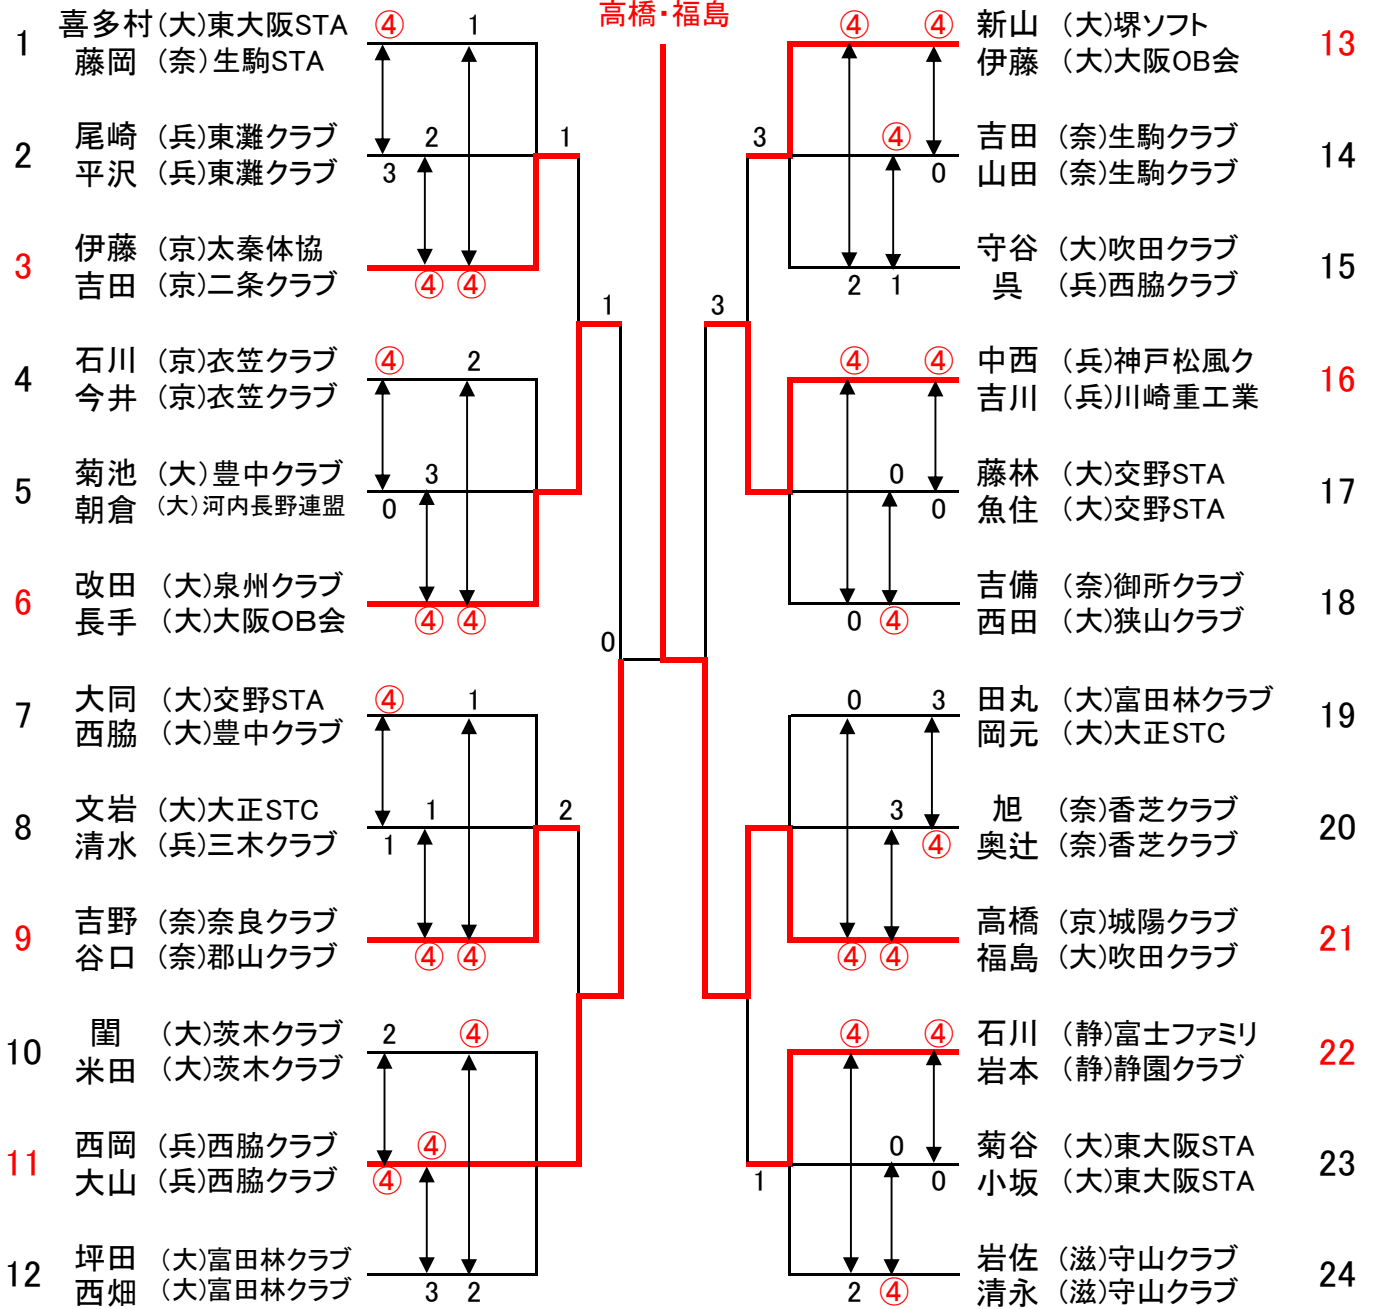 高橋・福島
1 喜多村(大)東大阪STA ④ 1
藤岡 (奈)生駒STA
2 尾崎 (兵)東灘クラブ 2 1
平沢 (兵)東灘クラブ 3
3 伊藤 (京)太秦体協
吉田 (京)二条クラブ ④ ④
1
4 石川 (京)衣笠クラブ ④ 2
今井 (京)衣笠クラブ
5 菊池 (大)豊中クラブ 3
朝倉 (大)河内長野連盟 0
6 改田 (大)泉州クラブ
長手 (大)大阪OB会 ④ ④
0
7 大同 (大)交野STA ④ 1
西脇 (大)豊中クラブ
8 文岩 (大)大正STC 1 2
清水 (兵)三木クラブ 1
9 吉野 (奈)奈良クラブ
谷口 (奈)郡山クラブ ④ ④
10 閨 (大)茨木クラブ 2 ④
米田 (大)茨木クラブ
11 西岡 (兵)西脇クラブ ④
大山 (兵)西脇クラブ ④
12 坪田 (大)富田林クラブ
西畑 (大)富田林クラブ 3 2
④ ④ 新山 (大)堺ソフト 13
伊藤 (大)大阪OB会
3 ④ 吉田 (奈)生駒クラブ 14
0 山田 (奈)生駒クラブ
守谷 (大)吹田クラブ 15
2 1 呉 (兵)西脇クラブ
3
④ ④ 中西 (兵)神戸松風ク 16
吉川 (兵)川崎重工業
0 藤林 (大)交野STA 17
0 魚住 (大)交野STA
吉備 (奈)御所クラブ 18
0 ④ 西田 (大)狭山クラブ
0 3 田丸 (大)富田林クラブ 19
岡元 (大)大正STC
3 旭 (奈)香芝クラブ 20
④ 奥辻 (奈)香芝クラブ
高橋 (京)城陽クラブ 21
④ ④ 福島 (大)吹田クラブ
④ ④ 石川 (静)富士ファミリ 22
岩本 (静)静園クラブ
0 菊谷 (大)東大阪STA 23
1 0 小坂 (大)東大阪STA
岩佐 (滋)守山クラブ 24
2 ④ 清永 (滋)守山クラブ